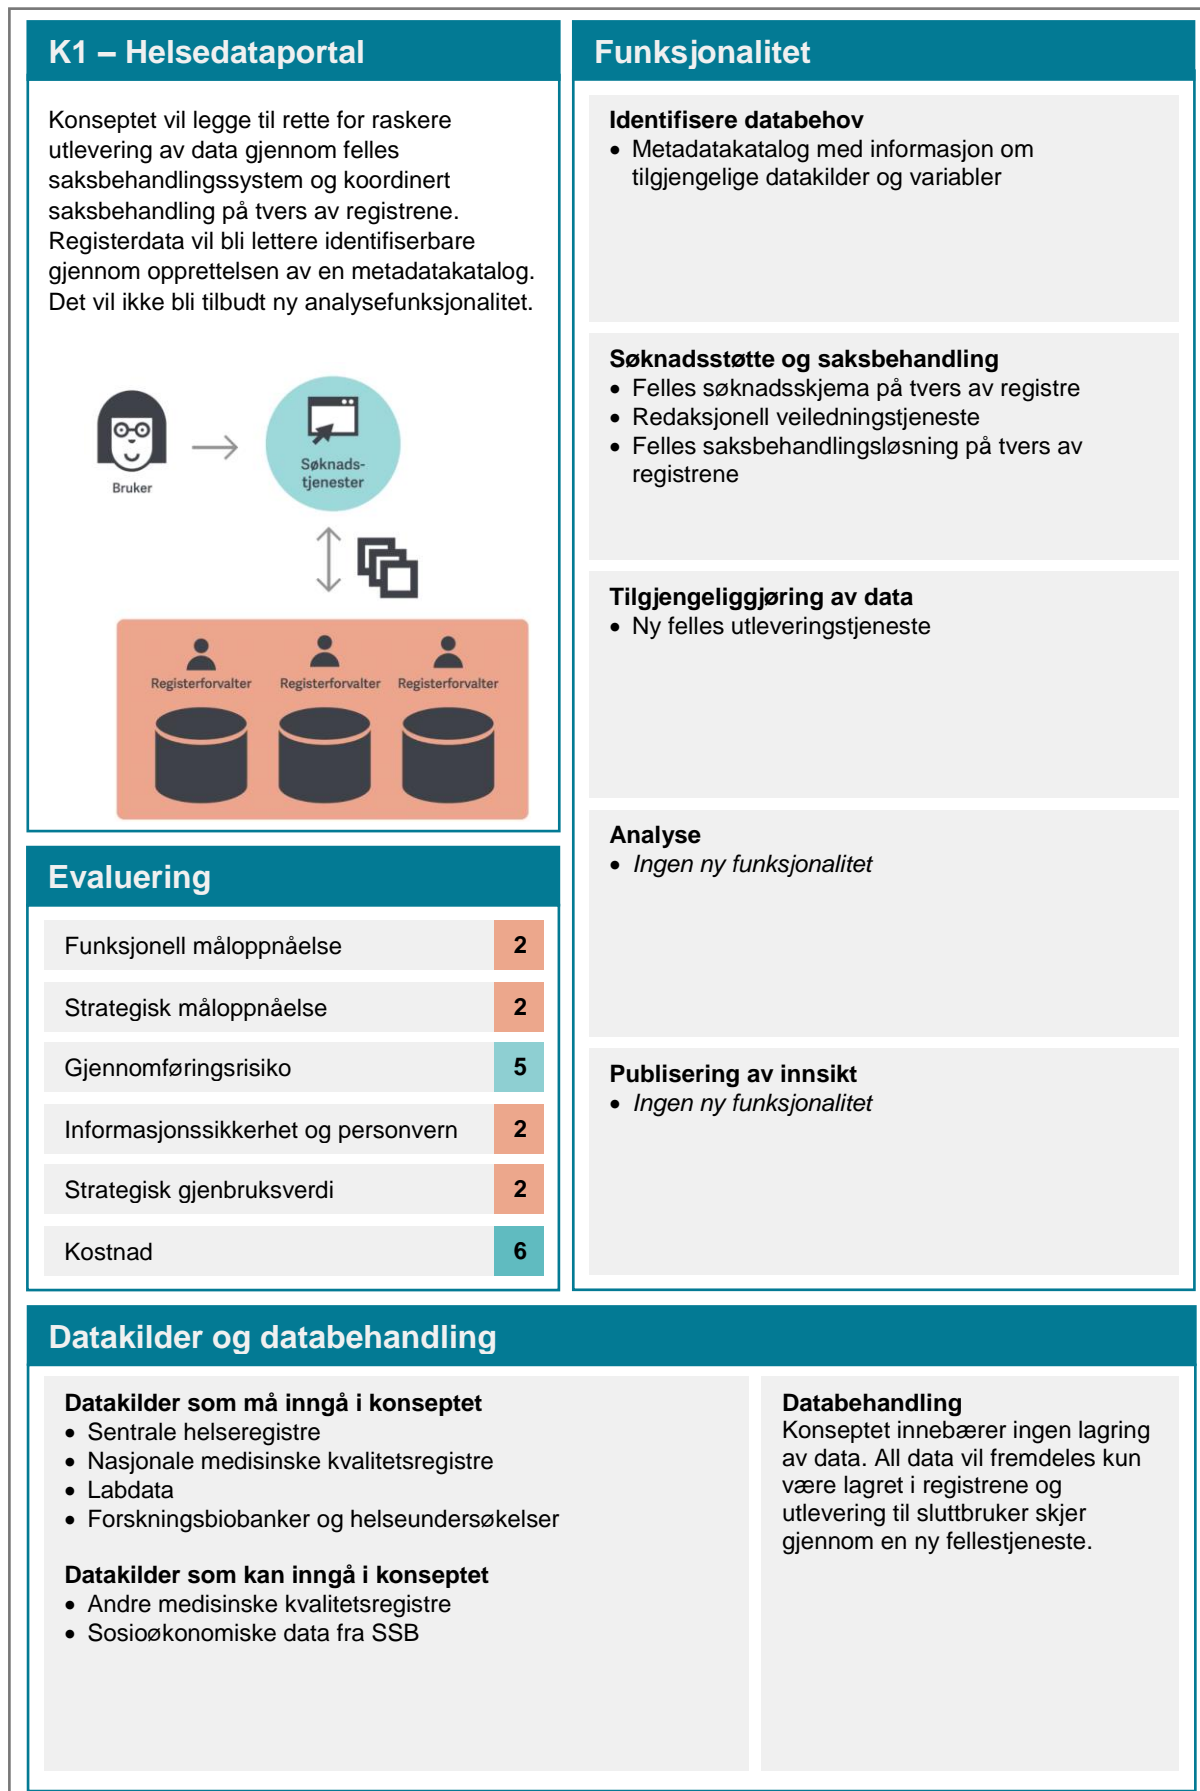 K1 – Helsedataportal
Konseptet vil legge til rette for raskere
utlevering av data gjennom felles
saksbehandlingssystem og koordinert
saksbehandling på tvers av registrene.
Registerdata vil bli lettere identifiserbare
gjennom opprettelsen av en metadatakatalog.
Det vil ikke bli tilbudt ny analysefunksjonalitet.
Bruker
Søknads-
tjenester
Registerforvalter
Registerforvalter
Registerforvalter
Evaluering
Funksjonell måloppnåelse 2
Strategisk måloppnåelse 2
Gjennomføringsrisiko 5
Informasjonssikkerhet og personvern 2
Strategisk gjenbruksverdi 2
Kostnad 6
Funksjonalitet
Identifisere databehov
• Metadatakatalog med informasjon om
tilgjengelige datakilder og variabler
Søknadsstøtte og saksbehandling
• Felles søknadsskjema på tvers av registre
• Redaksjonell veiledningstjeneste
• Felles saksbehandlingsløsning på tvers av
registrene
Tilgjengeliggjøring av data
• Ny felles utleveringstjeneste
Analyse
• Ingen ny funksjonalitet
Publisering av innsikt
• Ingen ny funksjonalitet
Datakilder og databehandling
Datakilder som må inngå i konseptet
• Sentrale helseregistre
• Nasjonale medisinske kvalitetsregistre
• Labdata
• Forskningsbiobanker og helseundersøkelser
Datakilder som kan inngå i konseptet
• Andre medisinske kvalitetsregistre
• Sosioøkonomiske data fra SSB
Databehandling
Konseptet innebærer ingen lagring
av data. All data vil fremdeles kun
være lagret i registrene og
utlevering til sluttbruker skjer
gjennom en ny fellestjeneste.